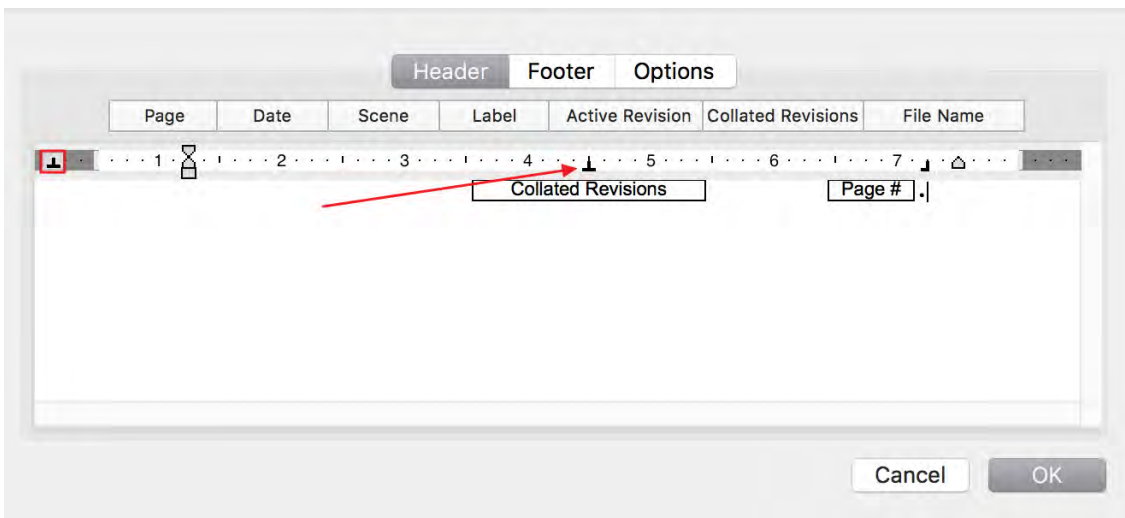 Header Footer Options
Page Date Scene Label Active Revision Collated Revisions File Name
1 2 3 4 5 6 7
Collated Revisions Page # .
Cancel OK